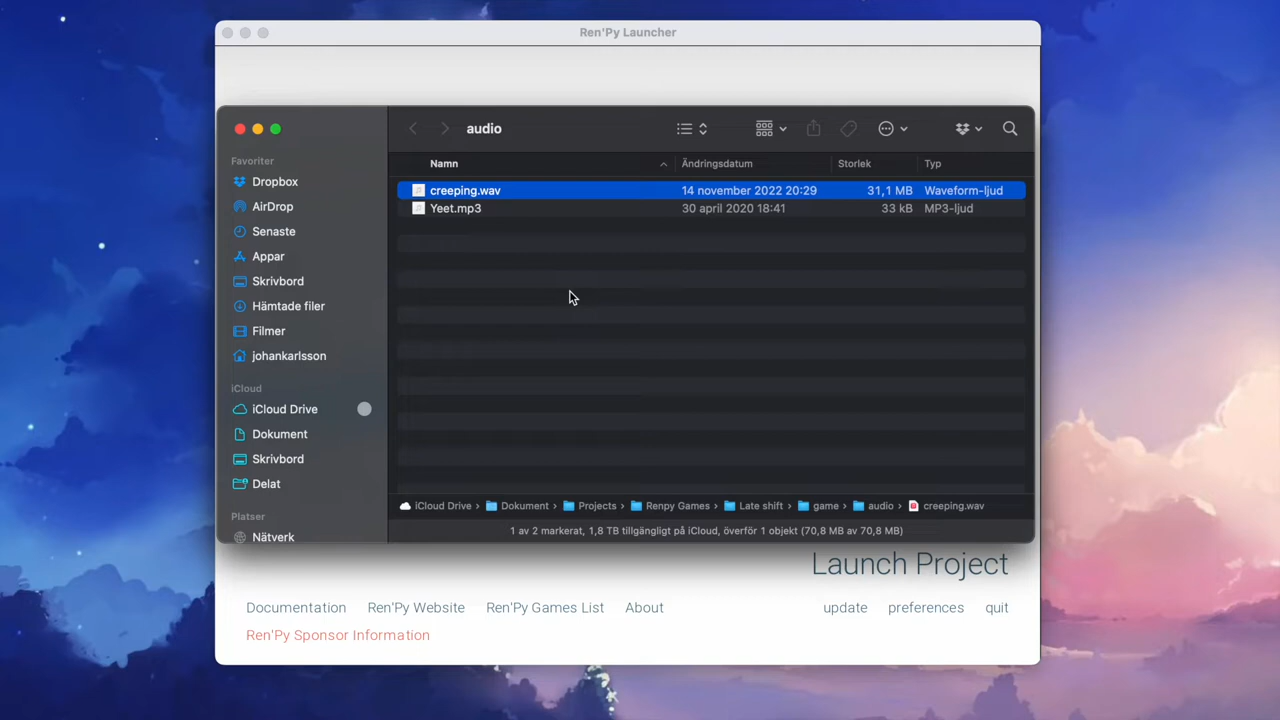 Ren'Py Launcher
audio
Favoriter
Dropbox
AirDrop
Senaste
Appar
Skrivbord
Hämtade filer
Filmer
johankarlsson
iCloud
iCloud Drive
Dokument
Skrivbord
Delat
Platser
Nätverk
Namn Ändringsdatum Storlek Typ
creeping.wav 14 november 2022 20:29 31,1 MB Waveform-ljud
Yeet.mp3 30 april 2020 18:41 33 kB MP3-ljud
iCloud Drive › Dokument › Projects › Renpy Games › Late shift › game › audio › creeping.wav
1 av 2 markerat, 1,8 TB tillgängligt på iCloud, överför 1 objekt (70,8 MB av 70,8 MB)
Launch Project
Documentation Ren'Py Website Ren'Py Games List About update preferences quit
Ren'Py Sponsor Information